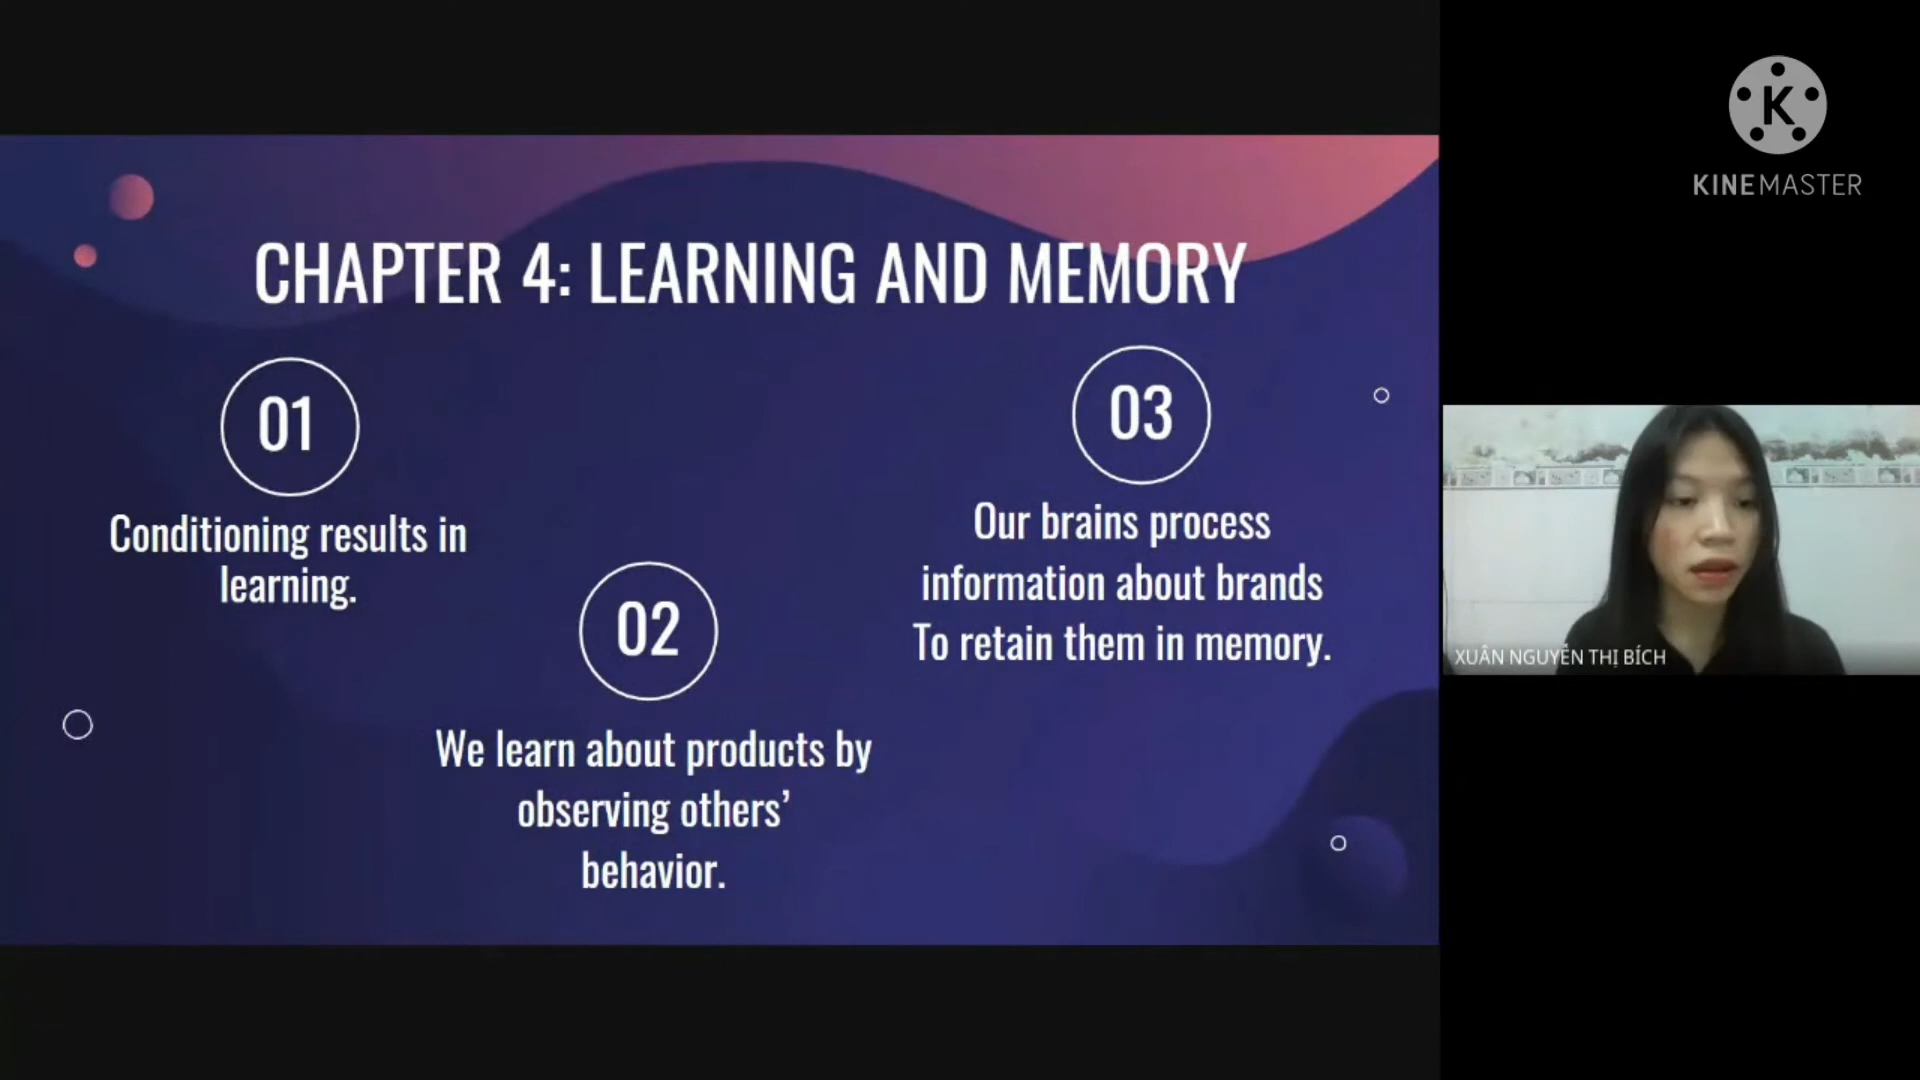 CHAPTER 4: LEARNING AND MEMORY
01
Conditioning results in
learning.
02
We learn about products by
observing others’
behavior.
03
Our brains process
information about brands
To retain them in memory.
K
KINEMASTER
XUÂN NGUYỄN THỊ BÍCH